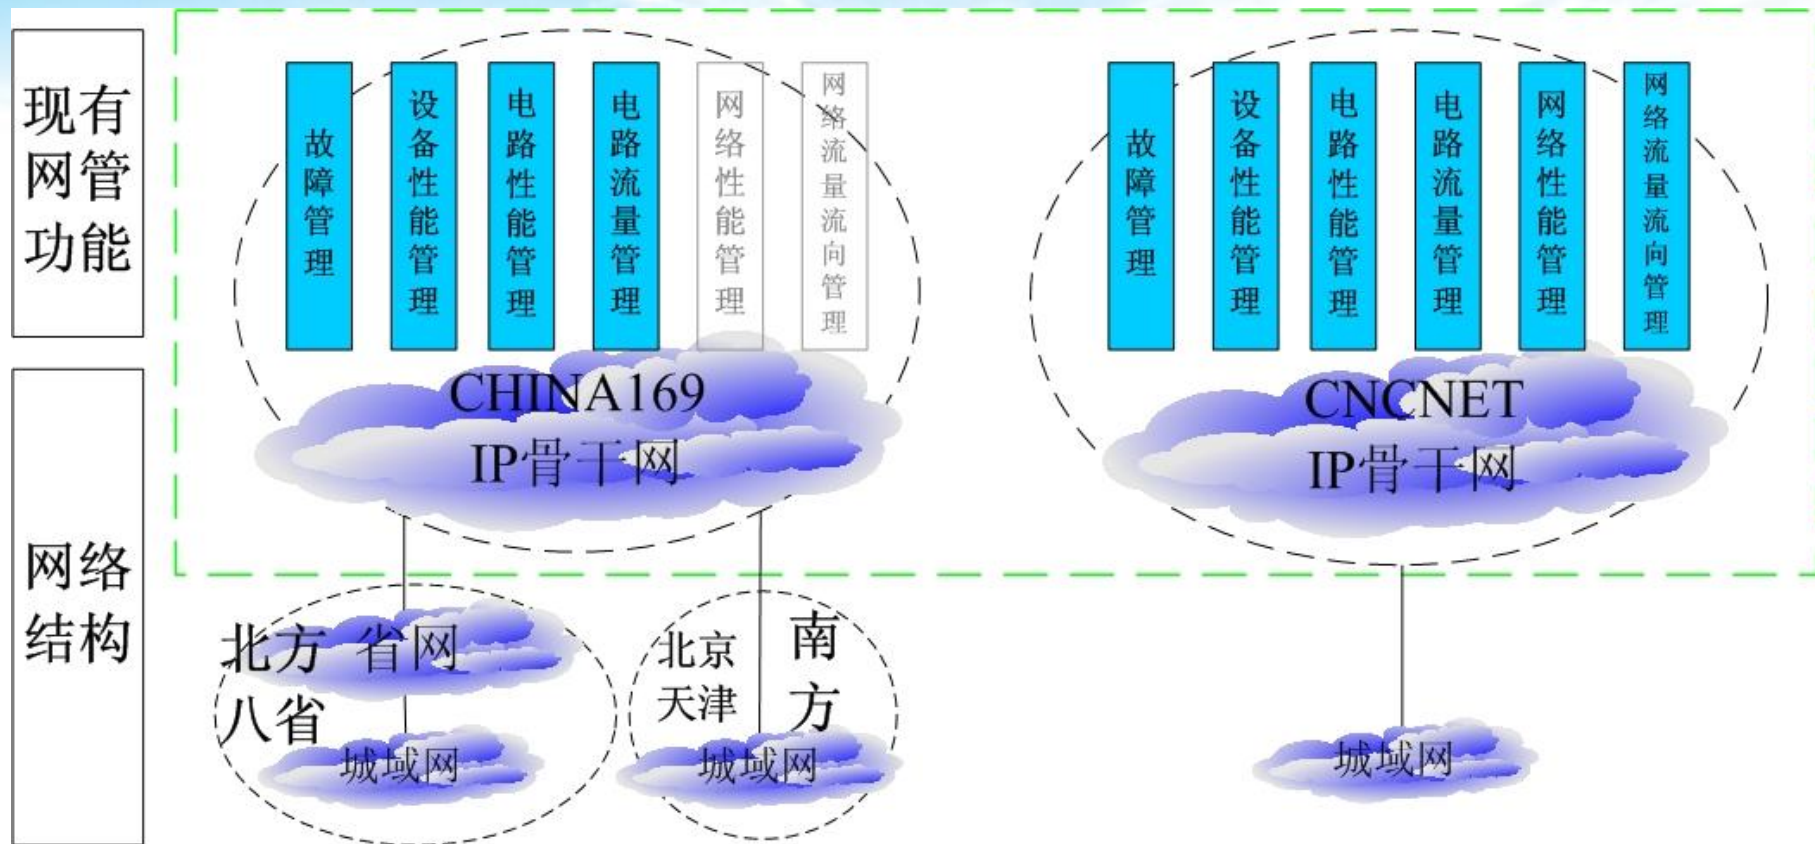 现有
网管
功能
故障管理
设备性能管理
电路性能管理
电路流量管理
网络性能管理
网络流量流向管理
CHINA169
IP骨干网
故障管理
设备性能管理
电路性能管理
电路流量管理
网络性能管理
网络流量流向管理
CNCNET
IP骨干网
网络
结构
北方
八省
省网
城域网
北京
天津
南方
城域网
城域网